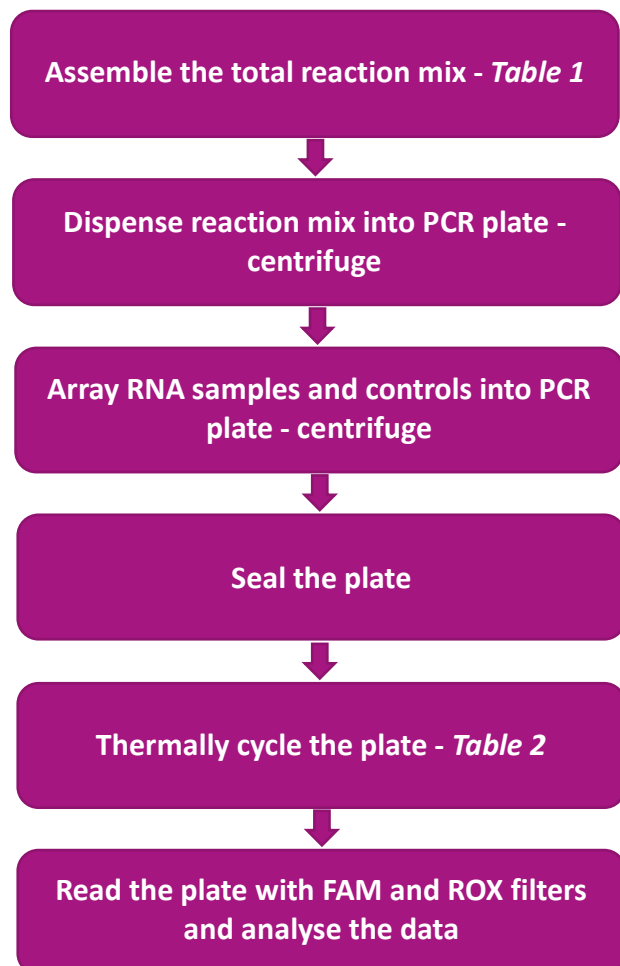 Assemble the total reaction mix - Table 1
Dispense reaction mix into PCR plate -
centrifuge
Array RNA samples and controls into PCR
plate - centrifuge
Seal the plate
Thermally cycle the plate - Table 2
Read the plate with FAM and ROX filters
and analyse the data